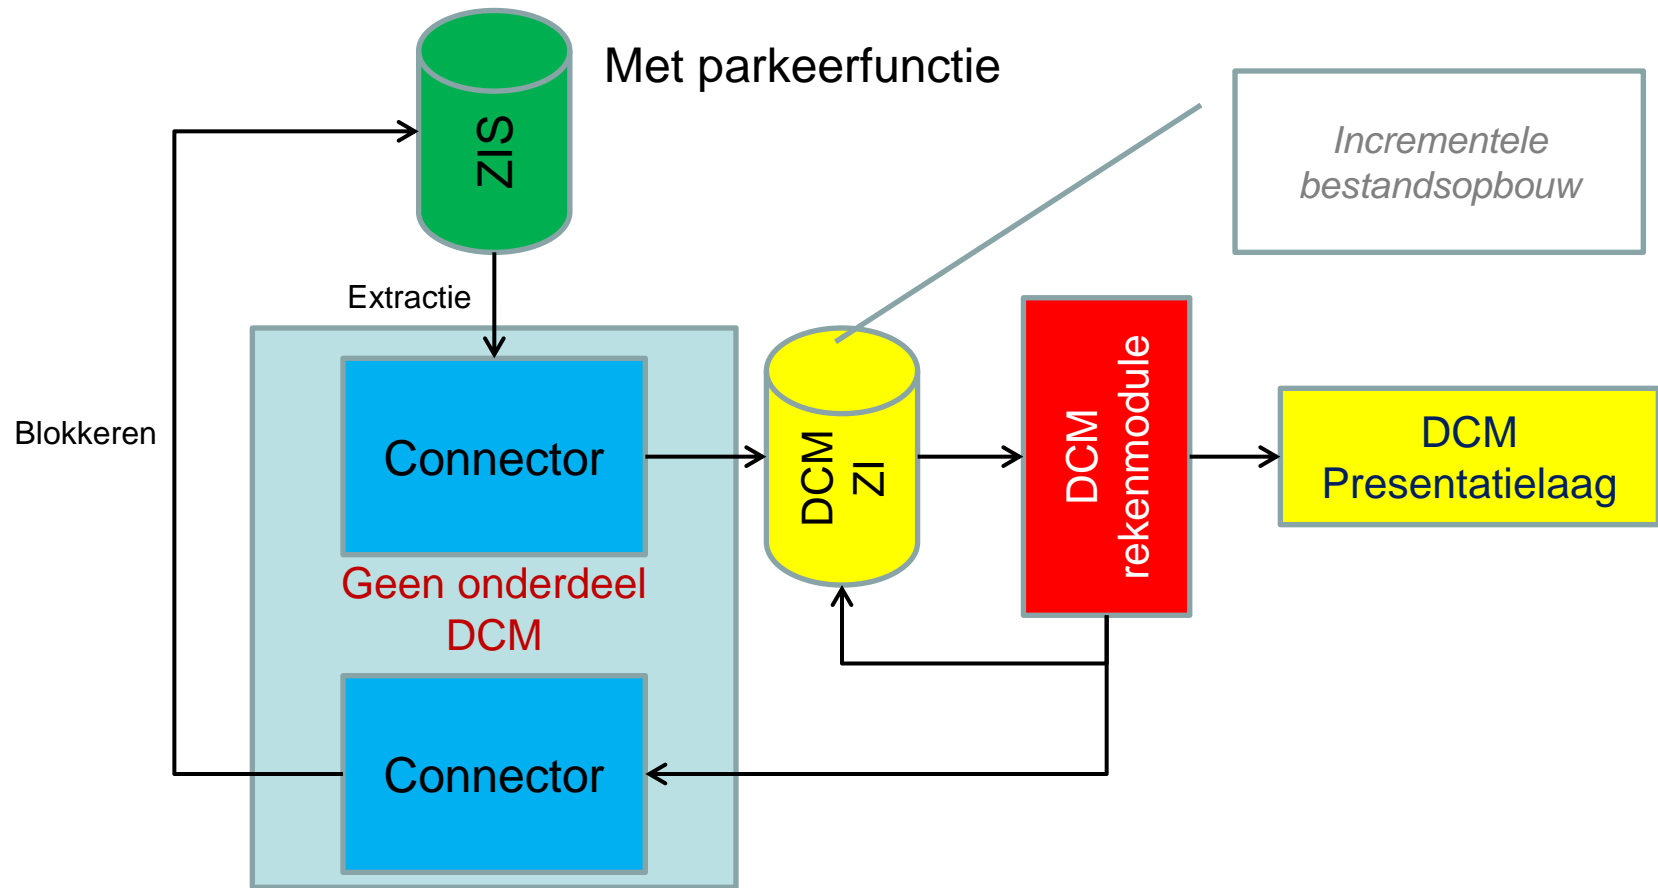 Met parkeerfunctie
ZIS
Incrementele
bestandsopbouw
Extractie
Blokkeren
Connector
DCM
ZI
DCM
rekenmodule
DCM
Presentatielaag
Geen onderdeel
DCM
Connector